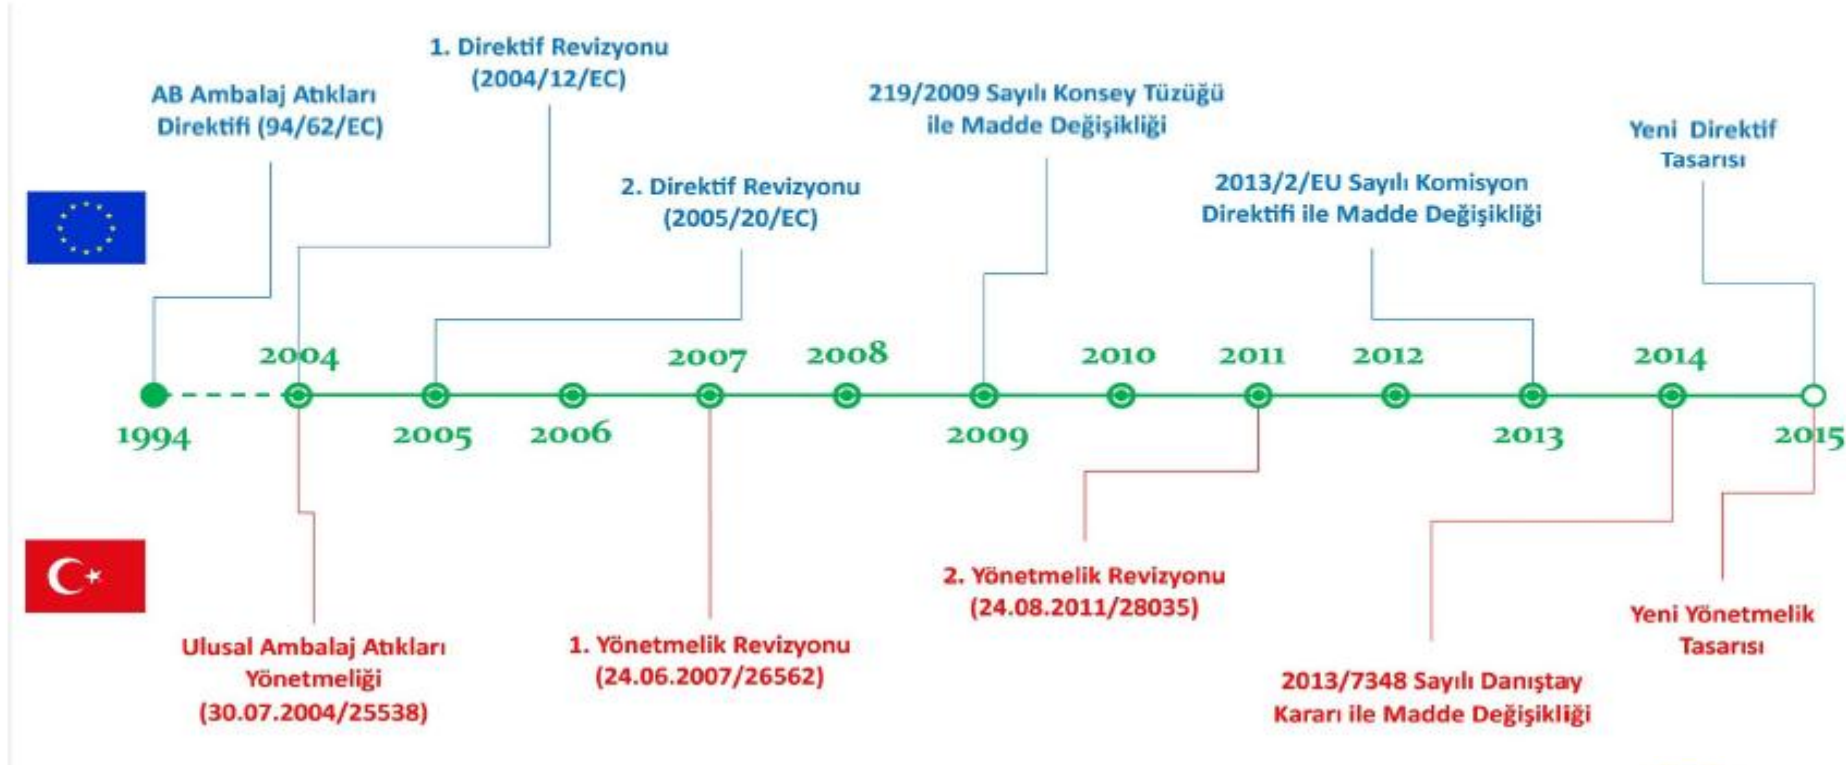 1. Direktif Revizyonu
(2004/12/EC)
AB Ambalaj Atıkları
Direktifi (94/62/EC)
219/2009 Sayılı Konsey Tüzüğü
ile Madde Değişikliği
Yeni Direktif
Tasarısı
2. Direktif Revizyonu
(2005/20/EC)
2013/2/EU Sayılı Komisyon
Direktifi ile Madde Değişikliği
2004
2007
2008
2010
2011
2012
2014
1994
2005
2006
2009
2013
2015
2. Yönetmelik Revizyonu
(24.08.2011/28035)
Ulusal Ambalaj Atıkları
Yönetmeliği
(30.07.2004/25538)
1. Yönetmelik Revizyonu
(24.06.2007/26562)
Yeni Yönetmelik
Tasarısı
2013/7348 Sayılı Danıştay
Kararı ile Madde Değişikliği